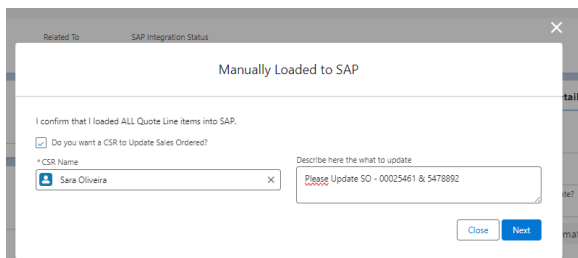 Related To SAP Integration Status
Manually Loaded to SAP
I confirm that I loaded ALL Quote Line items into SAP.
Do you want a CSR to Update Sales Ordered?
*CSR Name
Sara Oliveira
Describe here the what to update
Please Update SO - 00025461 & 5478892
Close Next